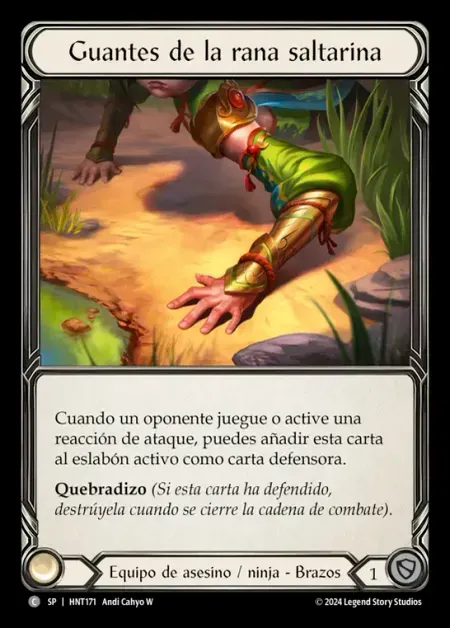 Guantes de la rana saltarina
Cuando un oponente juegue o active una
reacción de ataque, puedes añadir esta carta
al eslabón activo como carta defensora.
Quebradizo (Si esta carta ha defendido,
destrúyela cuando se cierre la cadena de combate).
Equipo de asesino / ninja - Brazos
1
C SP | HNT171 Andi Cahyo W
© 2024 Legend Story Studios